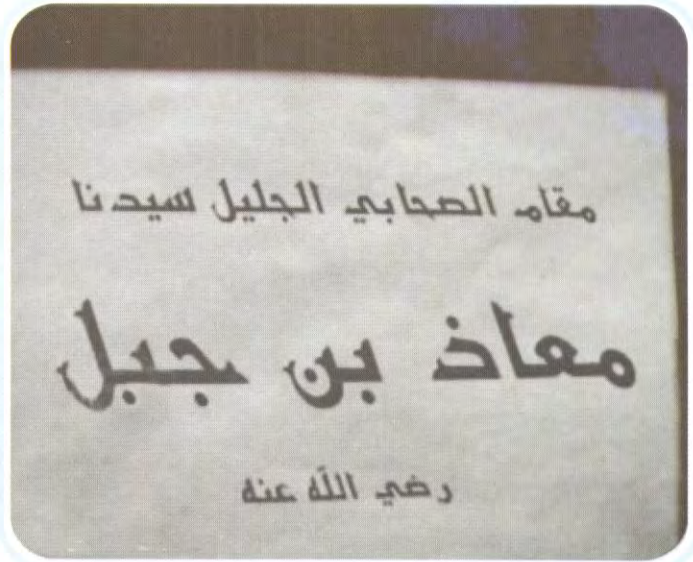 مقام الصحابي الجليل سيدنا
معاذ بن جبل
رضي الله عنه